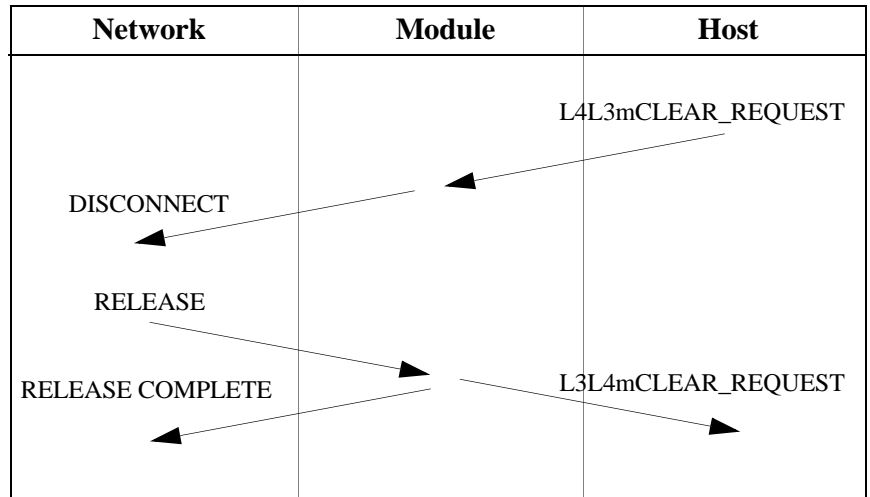 Network Module Host
L4L3mCLEAR_REQUEST
DISCONNECT
RELEASE
RELEASE COMPLETE L3L4mCLEAR_REQUEST